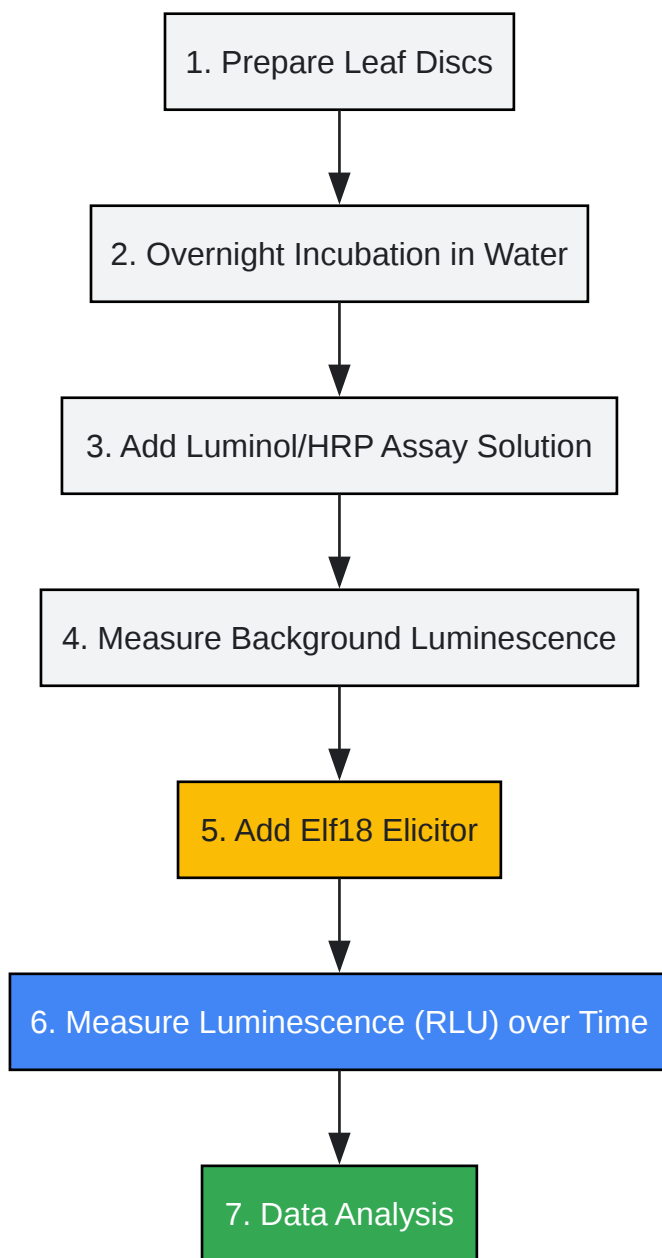 1. Prepare Leaf Discs
2. Overnight Incubation in Water
3. Add Luminol/HRP Assay Solution
4. Measure Background Luminescence
5. Add Elf18 Elicitor
6. Measure Luminescence (RLU) over Time
7. Data Analysis